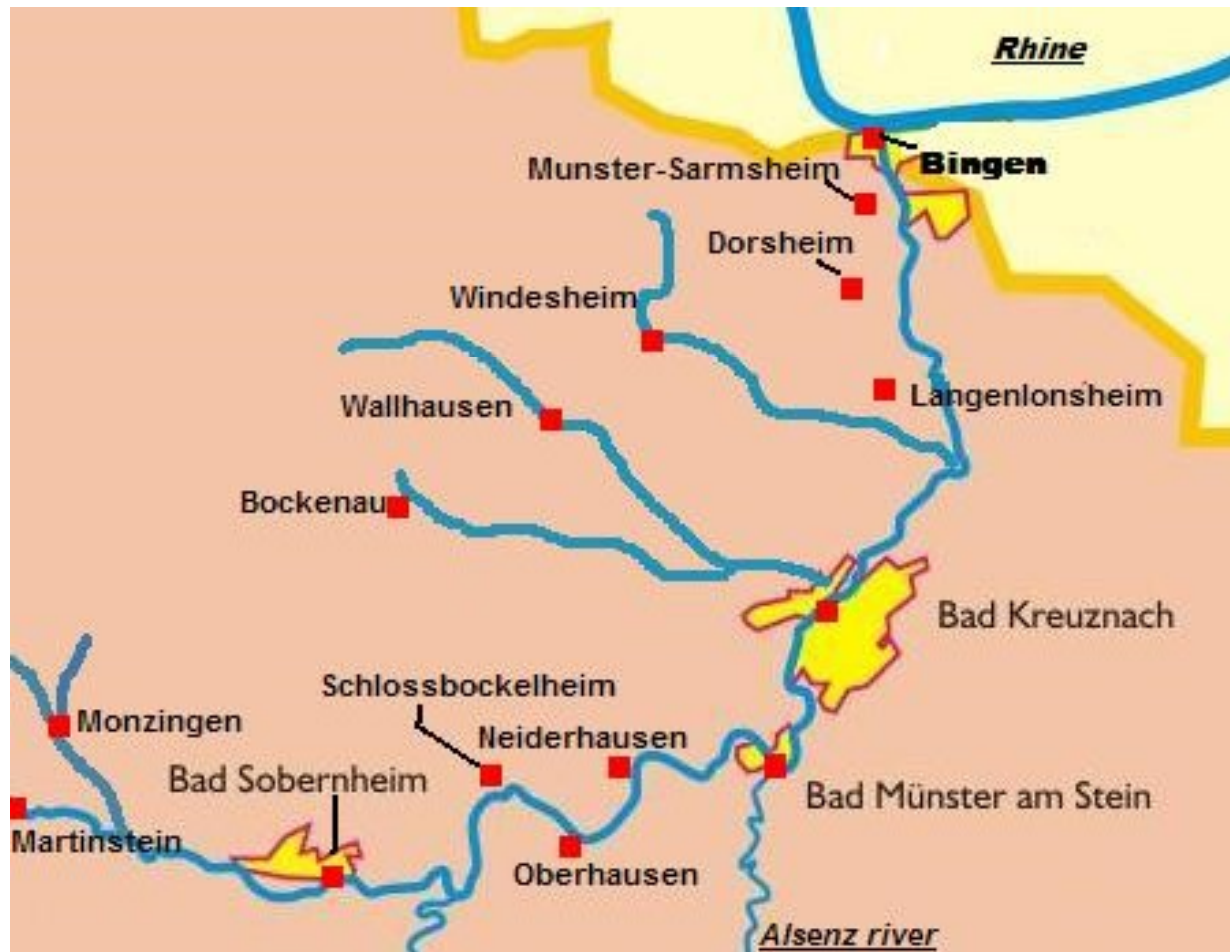 Rhine
Bingen
Munster-Sarmsheim
Dorsheim
Windesheim
Langenlonsheim
Wallhausen
Bockenau
Bad Kreuznach
Schlossbockelheim
Monzingen
Neiderhausen
Bad Sobernheim
Bad Münster am Stein
Martinstein
Oberhausen
Alsenz river